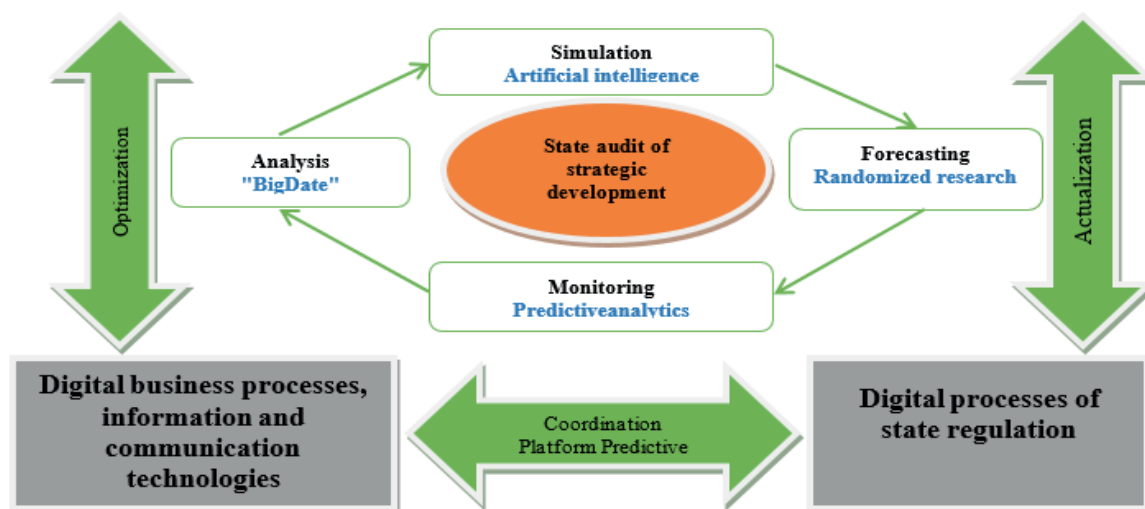 Simulation
Artificial intelligence
Optimization
Analysis
"BigDate"
State audit of
strategic
development
Forecasting
Randomized research
Actualization
Monitoring
Predictiveanalytics
Digital business processes,
information and
communication
technologies
Coordination
Platform Predictive
Digital processes of
state regulation